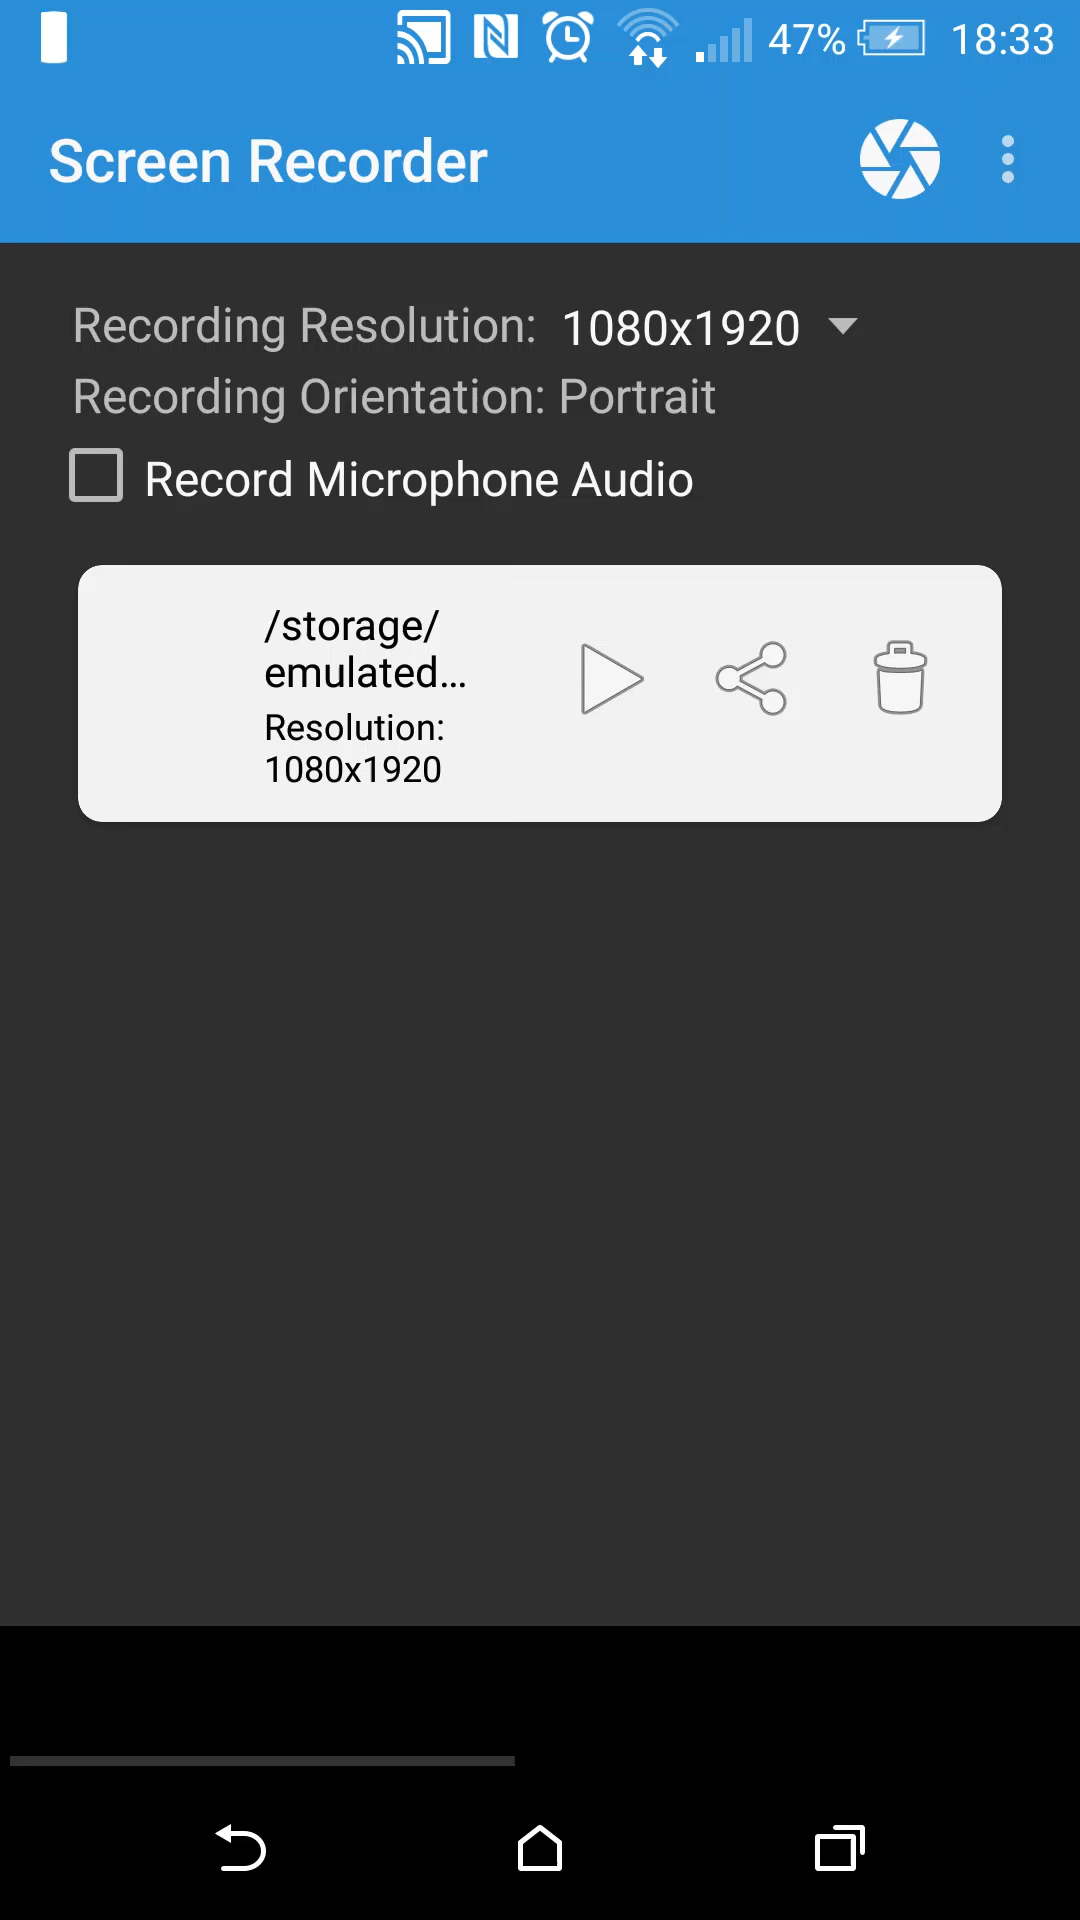 47% 18:33
Screen Recorder
Recording Resolution: 1080x1920
Recording Orientation: Portrait
Record Microphone Audio
/storage/
emulated...
Resolution:
1080x1920